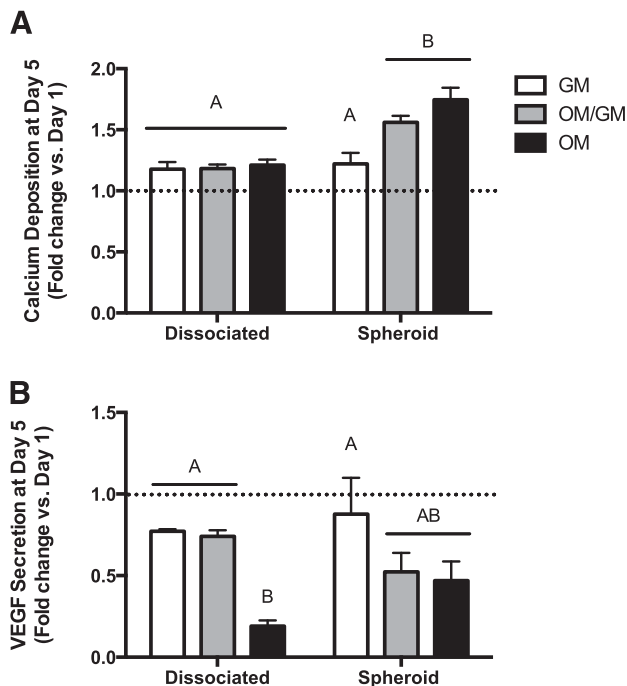 A
Calcium Deposition at Day 5
(Fold change vs. Day 1)
2.0
1.5
1.0
0.5
0.0
A
A
B
Dissociated
Spheroid
GM
OM/GM
OM
B
VEGF Secretion at Day 5
(Fold change vs. Day 1)
1.5
1.0
0.5
0.0
A
B
A
AB
Dissociated
Spheroid